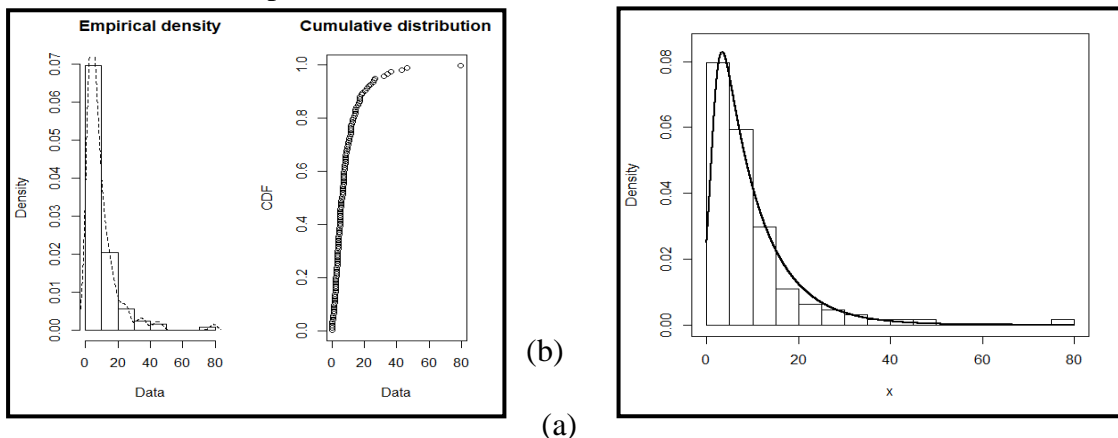 Empirical density
Density
0.00 0.01 0.02 0.03 0.04 0.05 0.06 0.07
0 20 40 60 80
Data
Cumulative distribution
CDF
0.0 0.2 0.4 0.6 0.8 1.0
0 20 40 60 80
Data
(b)
Density
0.00 0.02 0.04 0.06 0.08
0 20 40 60 80
x
(a)